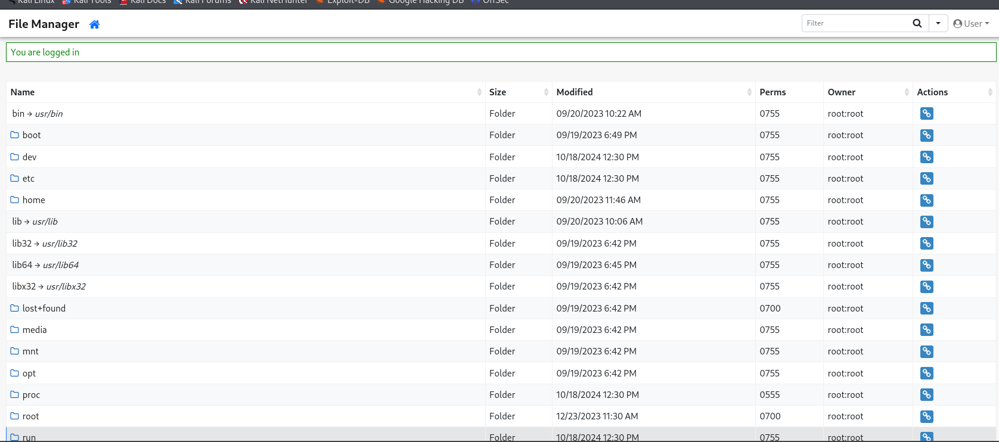 Kali Linux Kali Tools Kali Docs Kali Forums Kali NetHunter Exploit-DB Google Hacking DB OffSec
File Manager Filter User
You are logged in
Name Size Modified Perms Owner Actions
bin → usr/bin Folder 09/20/2023 10:22 AM 0755 root:root
boot Folder 09/19/2023 6:49 PM 0755 root:root
dev Folder 10/18/2024 12:30 PM 0755 root:root
etc Folder 10/18/2024 12:30 PM 0755 root:root
home Folder 09/20/2023 11:46 AM 0755 root:root
lib → usr/lib Folder 09/20/2023 10:06 AM 0755 root:root
lib32 → usr/lib32 Folder 09/19/2023 6:42 PM 0755 root:root
lib64 → usr/lib64 Folder 09/19/2023 6:45 PM 0755 root:root
libx32 → usr/libx32 Folder 09/19/2023 6:42 PM 0755 root:root
lost+found Folder 09/19/2023 6:42 PM 0700 root:root
media Folder 09/19/2023 6:42 PM 0755 root:root
mnt Folder 09/19/2023 6:42 PM 0755 root:root
opt Folder 09/19/2023 6:42 PM 0755 root:root
proc Folder 10/18/2024 12:30 PM 0555 root:root
root Folder 12/23/2023 11:30 AM 0700 root:root
run Folder 10/18/2024 12:30 PM 0755 root:root